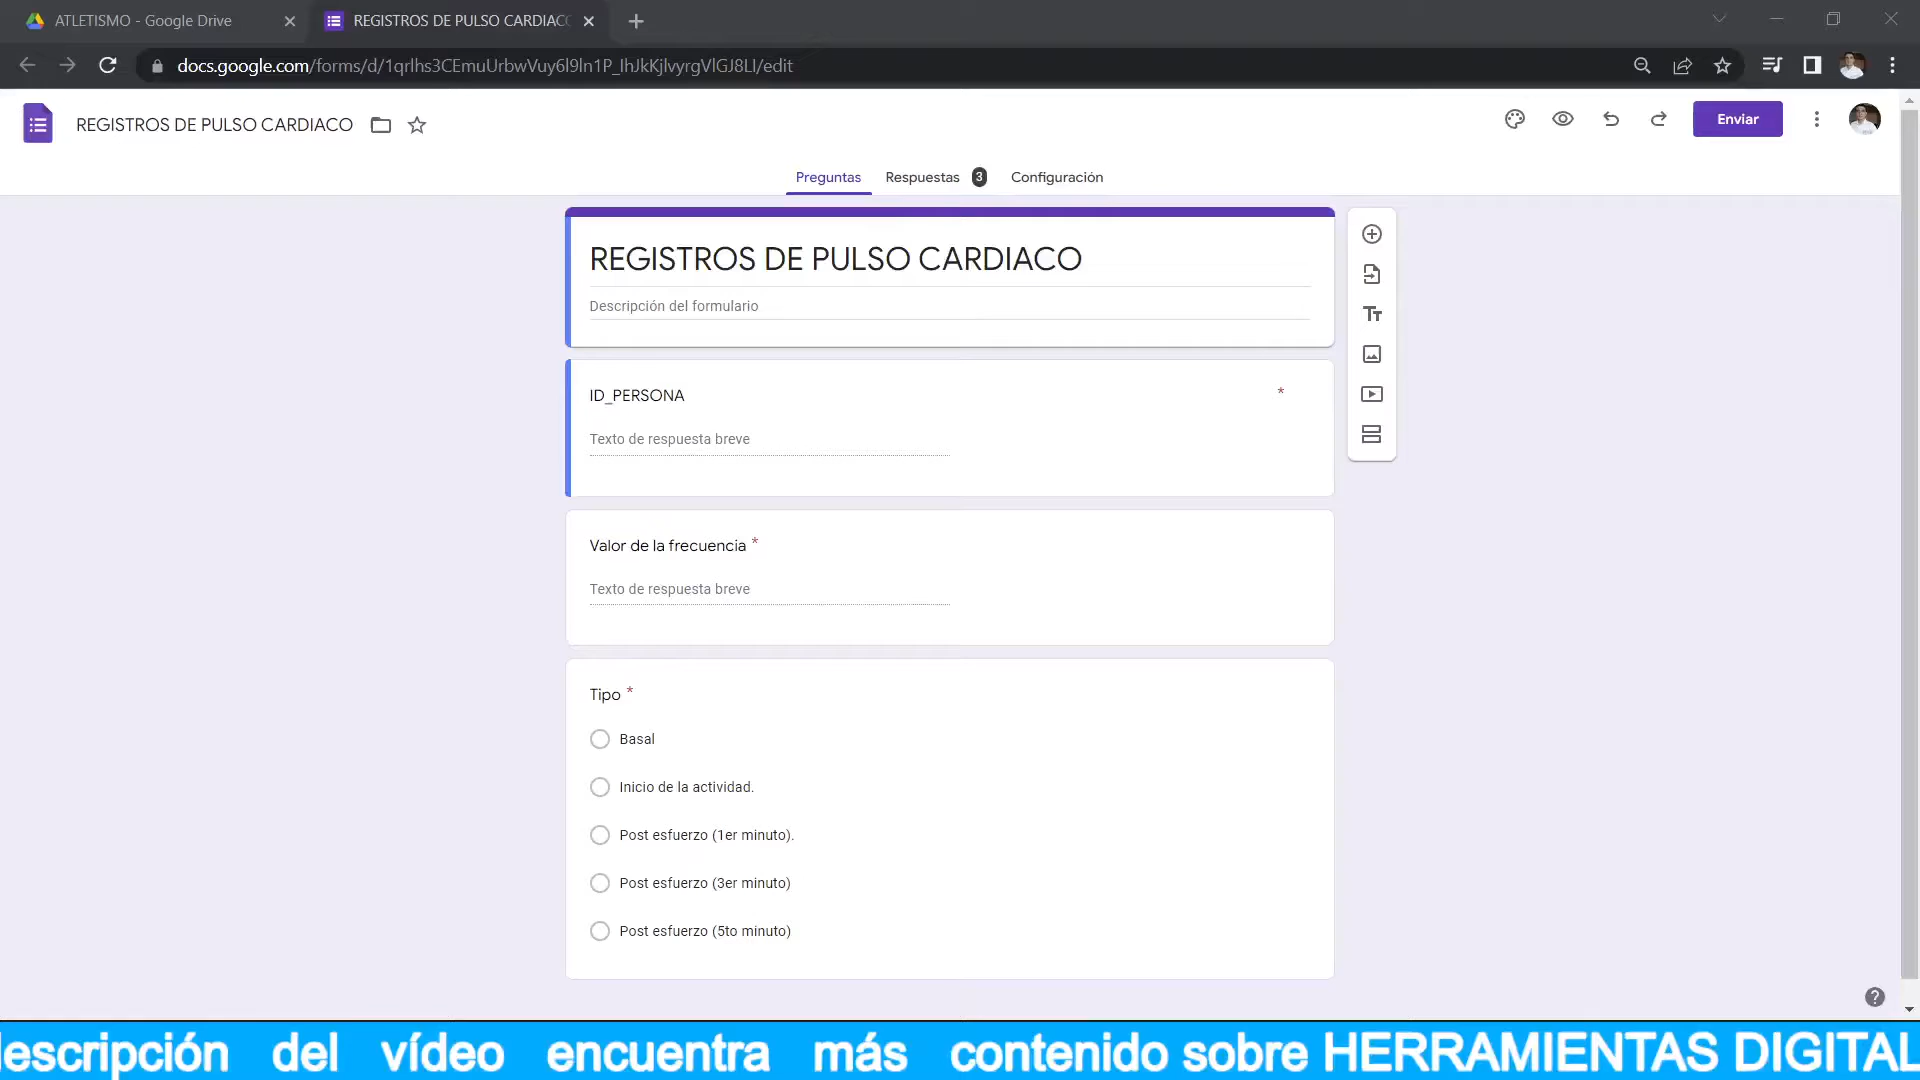 ATLETISMO - Google Drive
REGISTROS DE PULSO CARDIAC
docs.google.com/forms/d/1qrlhs3CEmuUrbwVuy6l9ln1P_lhJkKjlvyrgVlGJ8LI/edit
REGISTROS DE PULSO CARDIACO
Enviar
Preguntas
Respuestas 3
Configuración
REGISTROS DE PULSO CARDIACO
Descripción del formulario
ID_PERSONA *
Texto de respuesta breve
Valor de la frecuencia *
Texto de respuesta breve
Tipo *
Basal
Inicio de la actividad.
Post esfuerzo (1er minuto).
Post esfuerzo (3er minuto)
Post esfuerzo (5to minuto)
escripción del vídeo encuentra más contenido sobre HERRAMIENTAS DIGITAL